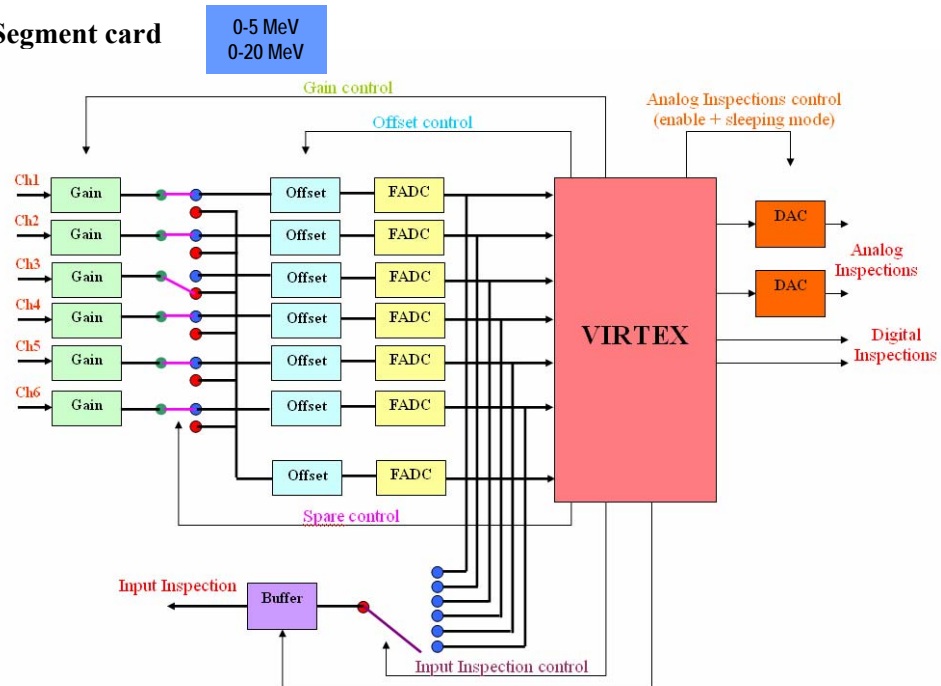 Segment card
0-5 MeV
0-20 MeV
Gain control
Analog Inspections control
(enable + sleeping mode)
Offset control
Ch1
Gain
Offset
FADC
DAC
Ch2
Gain
Offset
FADC
Analog
Inspections
Ch3
Gain
Offset
FADC
DAC
Ch4
Gain
Offset
FADC
VIRTEX
Digital
Inspections
Ch5
Gain
Offset
FADC
Ch6
Gain
Offset
FADC
Offset
FADC
Spare control
Input Inspection
Buffer
Input Inspection control